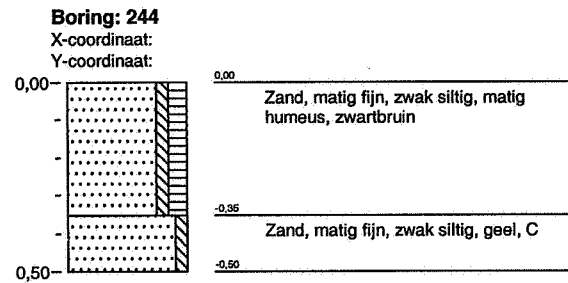 Boring: 244
X-coordinaat:
Y-coordinaat:
0,00
0,00
Zand, matig fijn, zwak siltig, matig
humeus, zwartbruin
-0,35
Zand, matig fijn, zwak siltig, geel, C
0,50
-0,50